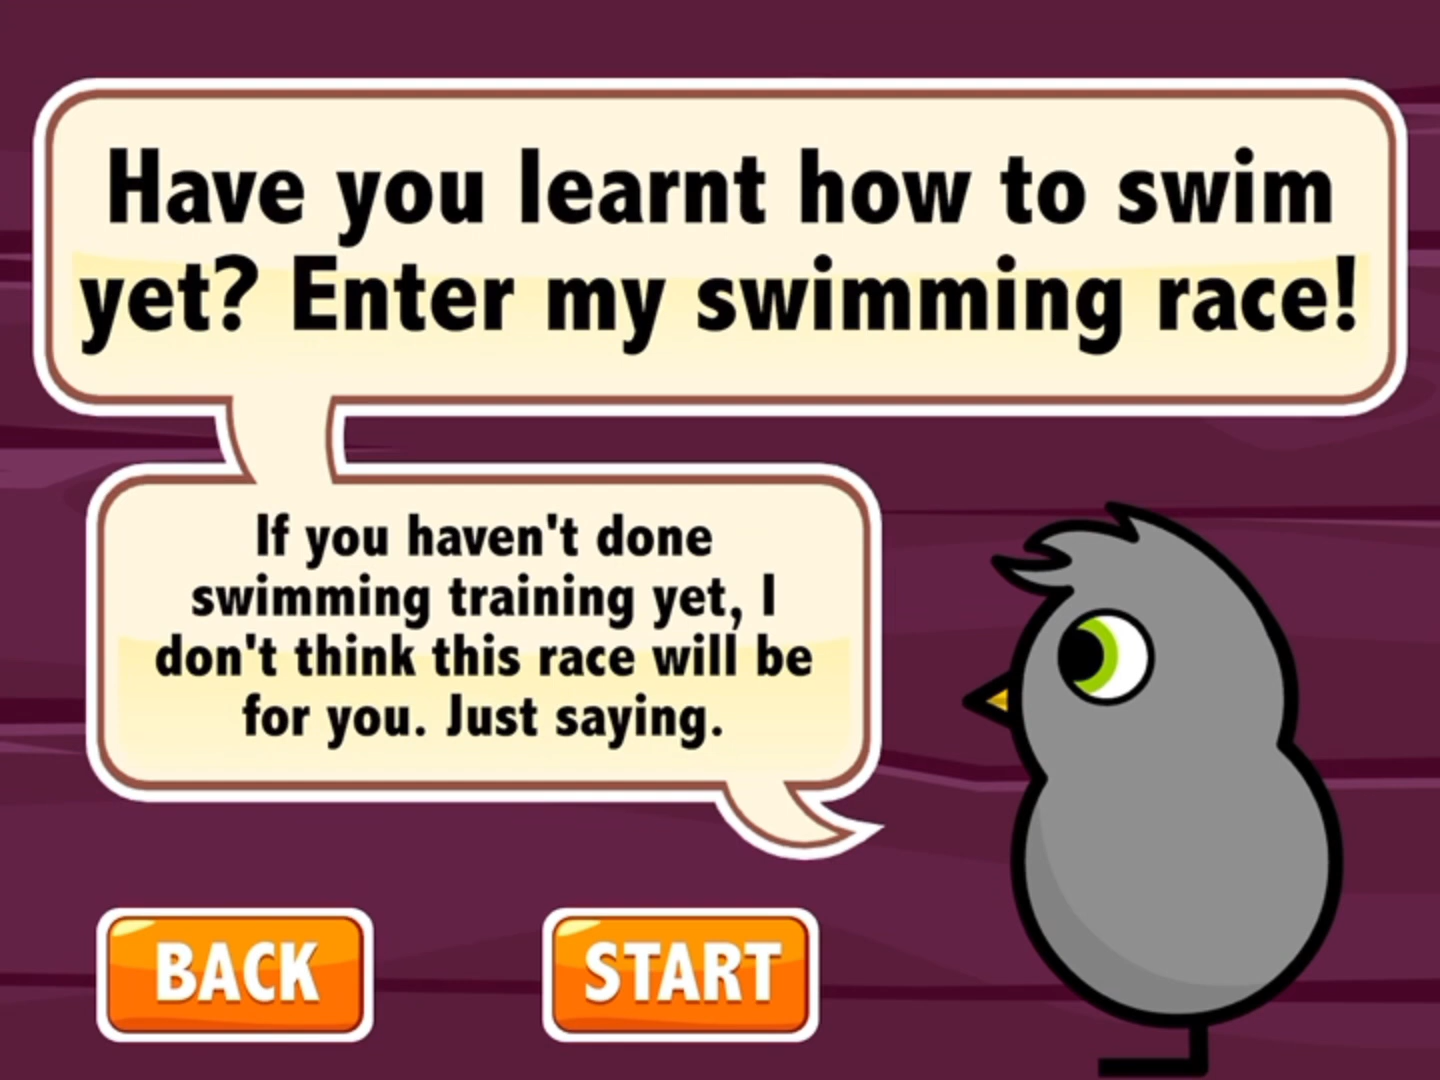 Have you learnt how to swim
yet? Enter my swimming race!
If you haven't done
swimming training yet, I
don't think this race will be
for you. Just saying.
BACK
START